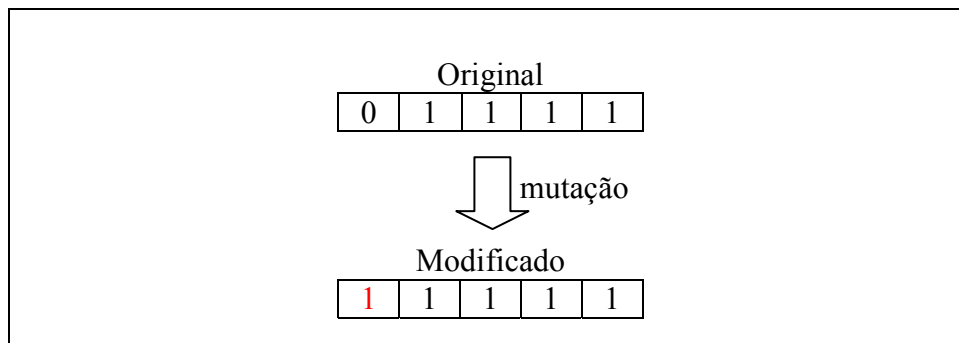 Original
0 1 1 1 1
mutação
Modificado
1 1 1 1 1